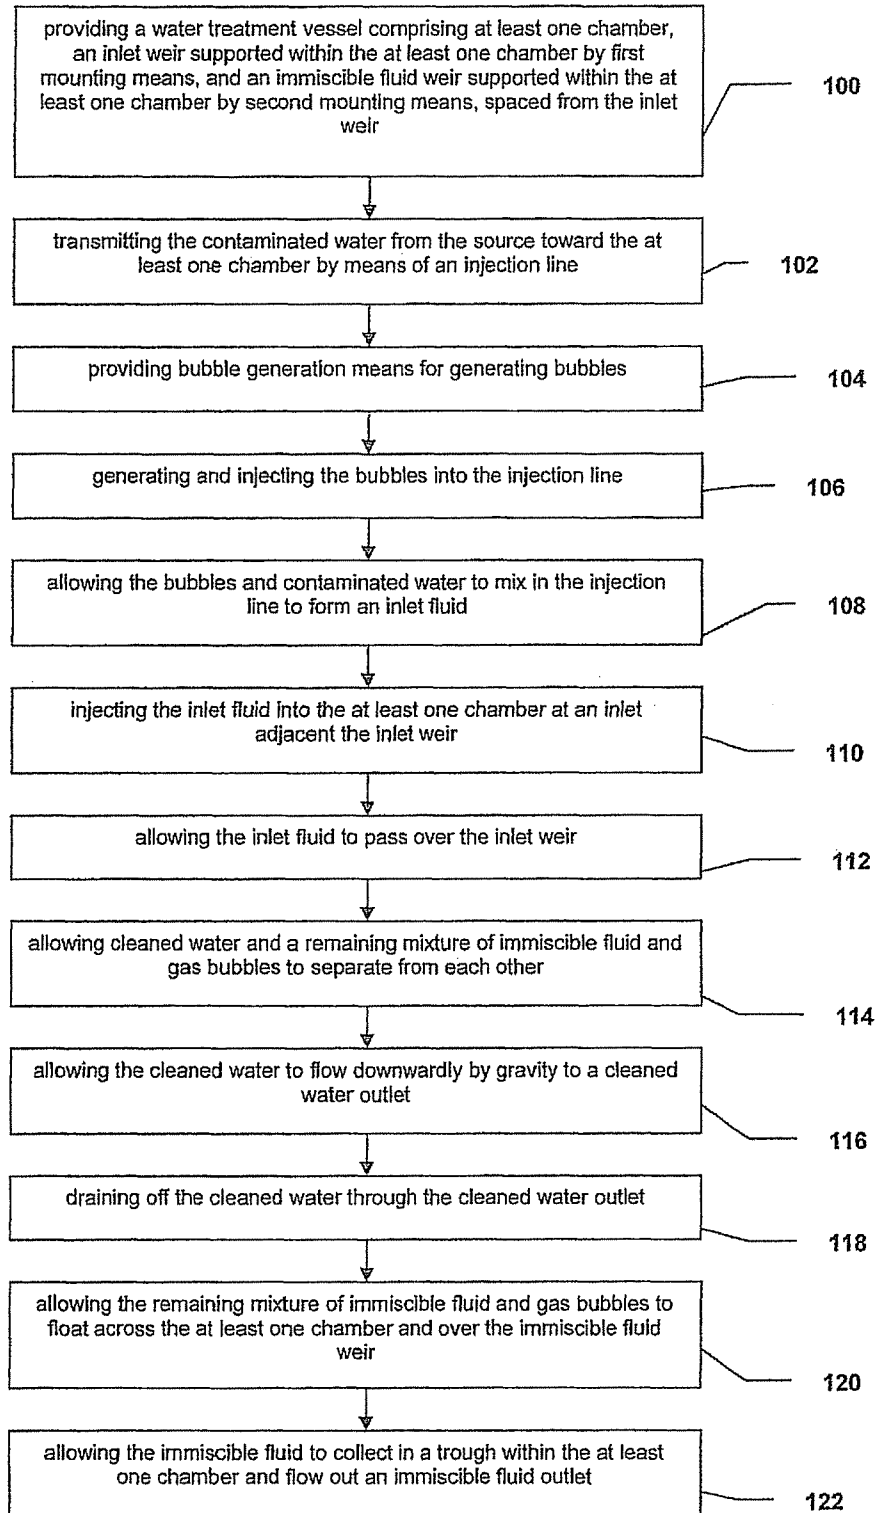 providing a water treatment vessel comprising at least one chamber,
an inlet weir supported within the at least one chamber by first
mounting means, and an immiscible fluid weir supported within the at
least one chamber by second mounting means, spaced from the inlet
weir
100
transmitting the contaminated water from the source toward the at
least one chamber by means of an injection line
102
providing bubble generation means for generating bubbles
104
generating and injecting the bubbles into the injection line
106
allowing the bubbles and contaminated water to mix in the injection
line to form an inlet fluid
108
injecting the inlet fluid into the at least one chamber at an inlet
adjacent the inlet weir
110
allowing the inlet fluid to pass over the inlet weir
112
allowing cleaned water and a remaining mixture of immiscible fluid and
gas bubbles to separate from each other
114
allowing the cleaned water to flow downwardly by gravity to a cleaned
water outlet
116
draining off the cleaned water through the cleaned water outlet
118
allowing the remaining mixture of immiscible fluid and gas bubbles to
float across the at least one chamber and over the immiscible fluid
weir
120
allowing the immiscible fluid to collect in a trough within the at least
one chamber and flow out an immiscible fluid outlet
122